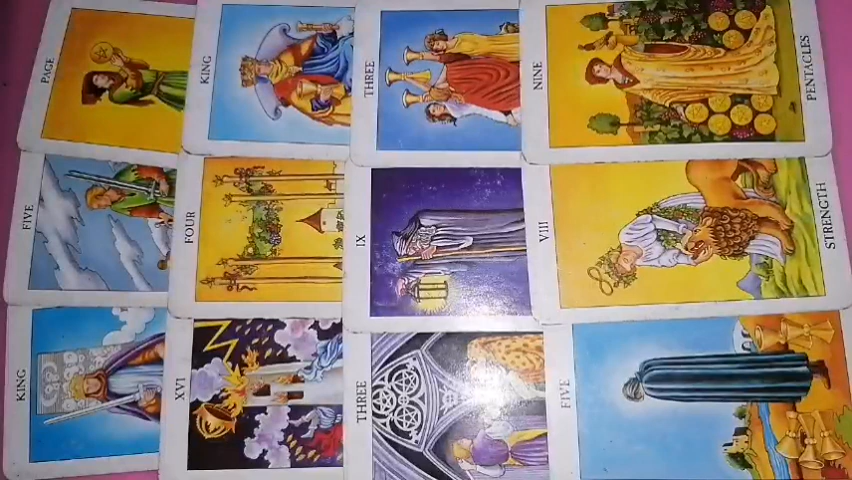 PAGE
KING
THREE
NINE
PENTACLES
FIVE
FOUR
IX
VIII
STRENGTH
KING
XVI
THREE
FIVE